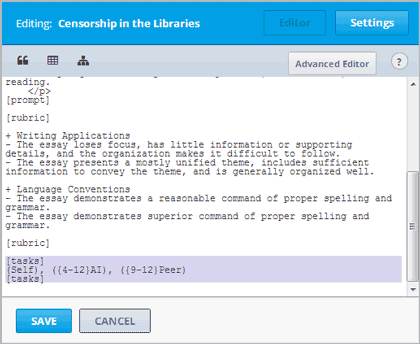 Editing: Censorship in the Libraries Editor Settings
Advanced Editor ?
reading.
</p>
[prompt]
[rubric]
+ Writing Applications
- The essay loses focus, has little information or supporting
details, and the organization makes it difficult to follow.
- The essay presents a mostly unified theme, includes sufficient
information to convey the theme, and is generally organized well.
+ Language Conventions
- The essay demonstrates a reasonable command of proper spelling and
grammar.
- The essay demonstrates superior command of proper spelling and
grammar.
[rubric]
[tasks]
(Self), ({4-12}AI), ({9-12}Peer)
[tasks]
SAVE CANCEL